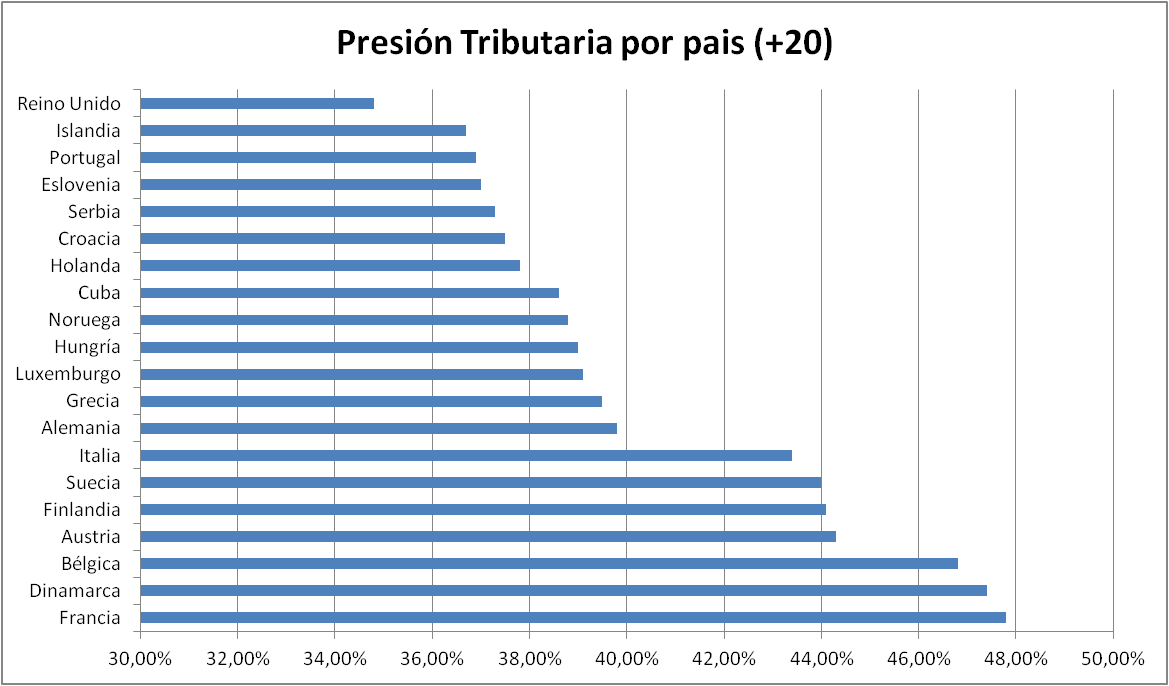 Presión Tributaria por pais (+20)
Reino Unido
Islandia
Portugal
Eslovenia
Serbia
Croacia
Holanda
Cuba
Noruega
Hungría
Luxemburgo
Grecia
Alemania
Italia
Suecia
Finlandia
Austria
Bélgica
Dinamarca
Francia
30,00% 32,00% 34,00% 36,00% 38,00% 40,00% 42,00% 44,00% 46,00% 48,00% 50,00%